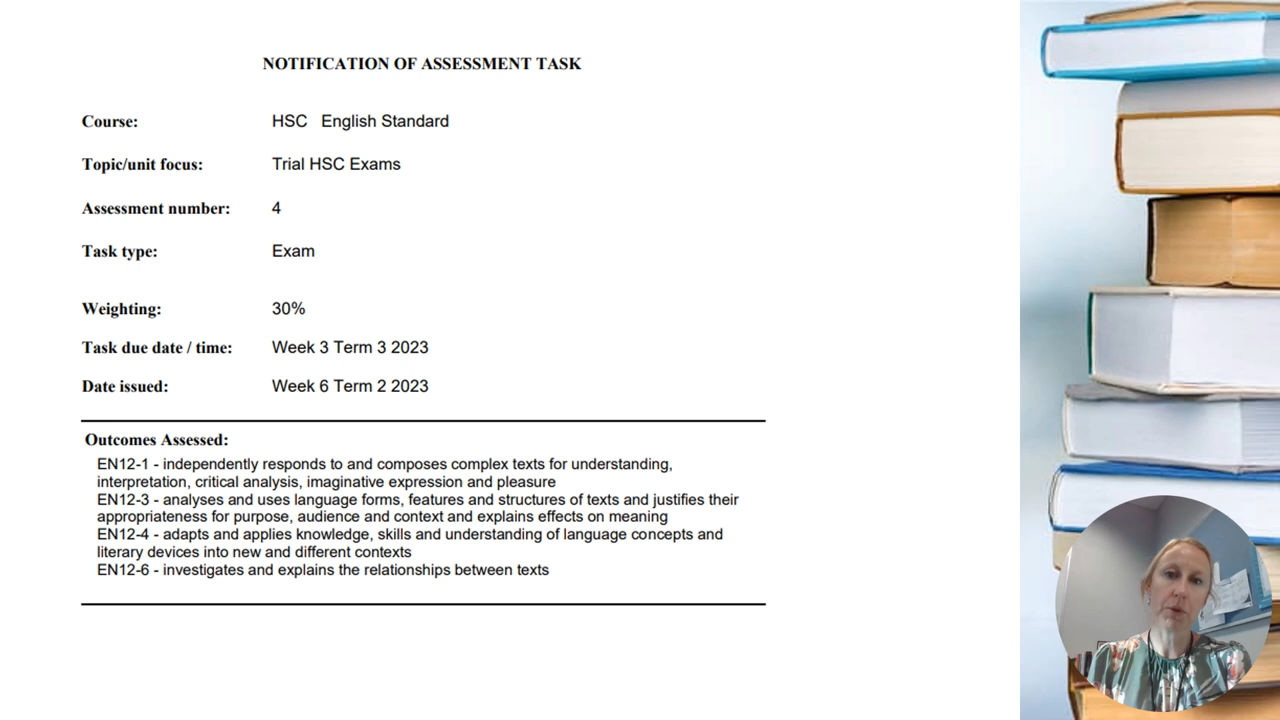 NOTIFICATION OF ASSESSMENT TASK
Course: HSC English Standard
Topic/unit focus: Trial HSC Exams
Assessment number: 4
Task type: Exam
Weighting: 30%
Task due date / time: Week 3 Term 3 2023
Date issued: Week 6 Term 2 2023
Outcomes Assessed:
EN12-1 - independently responds to and composes complex texts for understanding,
interpretation, critical analysis, imaginative expression and pleasure
EN12-3 - analyses and uses language forms, features and structures of texts and justifies their
appropriateness for purpose, audience and context and explains effects on meaning
EN12-4 - adapts and applies knowledge, skills and understanding of language concepts and
literary devices into new and different contexts
EN12-6 - investigates and explains the relationships between texts